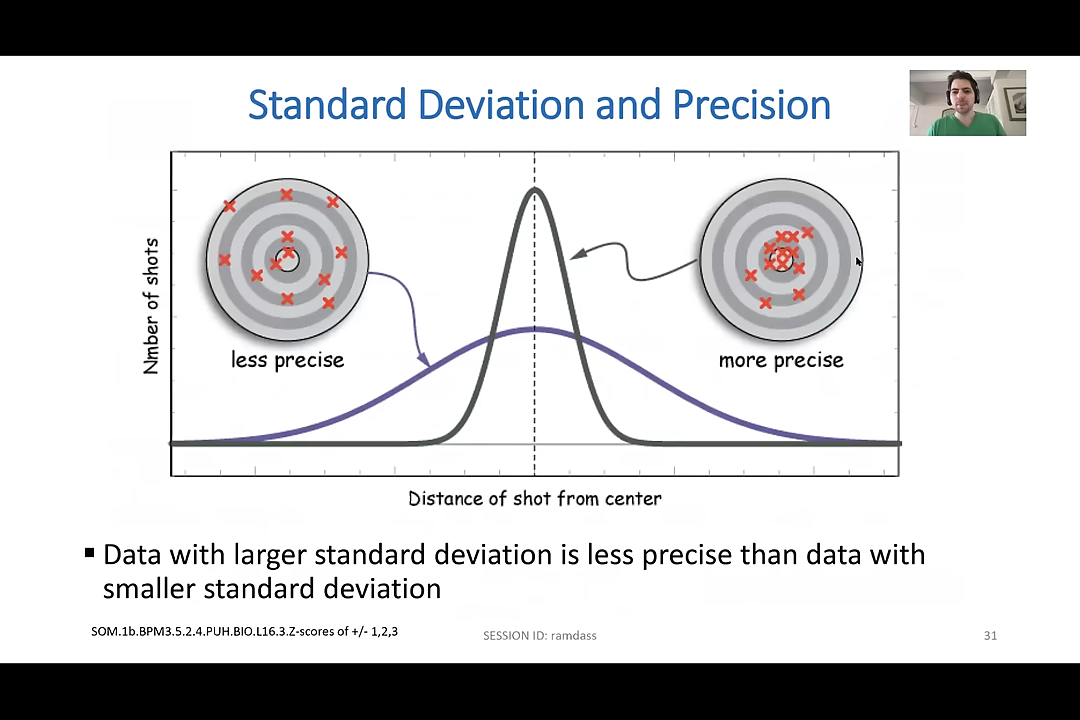 Standard Deviation and Precision
Nmber of shots
less precise
more precise
Distance of shot from center
▪ Data with larger standard deviation is less precise than data with
smaller standard deviation
SOM.1b.BPM3.5.2.4.PUH.BIO.L16.3.Z-scores of +/- 1,2,3
SESSION ID: ramdass
31